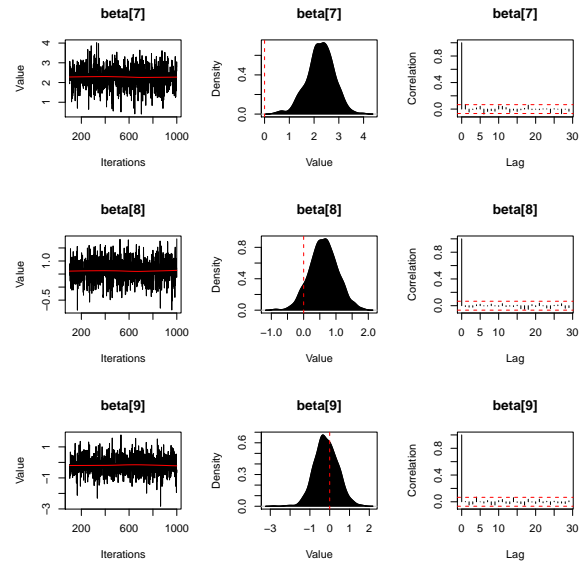 beta[7] beta[7] beta[7]
Value
1 2 3 4
200 600 1000
Iterations
Density
0.0 0.4
0 1 2 3 4
Value
Correlation
0.0 0.4 0.8
0 5 10 20 30
Lag
beta[8] beta[8] beta[8]
Value
−0.5 1.0
200 600 1000
Iterations
Density
0.0 0.4 0.8
−1.0 0.0 1.0 2.0
Value
Correlation
0.0 0.4 0.8
0 5 10 20 30
Lag
beta[9] beta[9] beta[9]
Value
−3 −1 1
200 600 1000
Iterations
Density
0.0 0.3 0.6
−3 −1 0 1 2
Value
Correlation
0.0 0.4 0.8
0 5 10 20 30
Lag